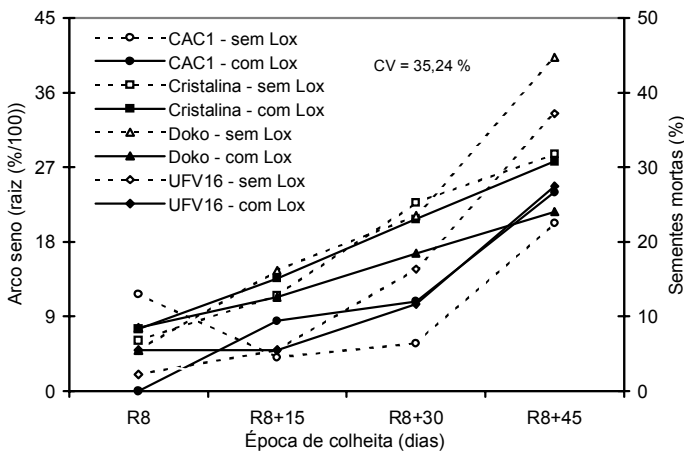 45
50
CAC1 - sem Lox
CAC1 - com Lox
Cristalina - sem Lox
Cristalina - com Lox
Doko - sem Lox
Doko - com Lox
UFV16 - sem Lox
UFV16 - com Lox
CV = 35,24 %
36
27
18
9
0
40
30
20
10
0
Arco seno (raiz (%/100))
Sementes mortas (%)
R8
R8+15
R8+30
R8+45
Época de colheita (dias)